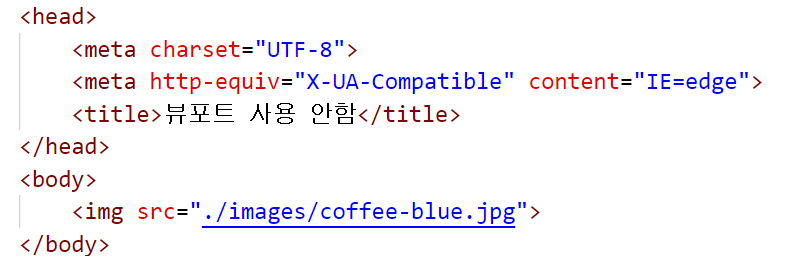 <head>
<meta charset="UTF-8">
<meta http-equiv="X-UA-Compatible" content="IE=edge">
<title>뷰포트 사용 안함</title>
</head>
<body>
<img src="./images/coffee-blue.jpg">
</body>